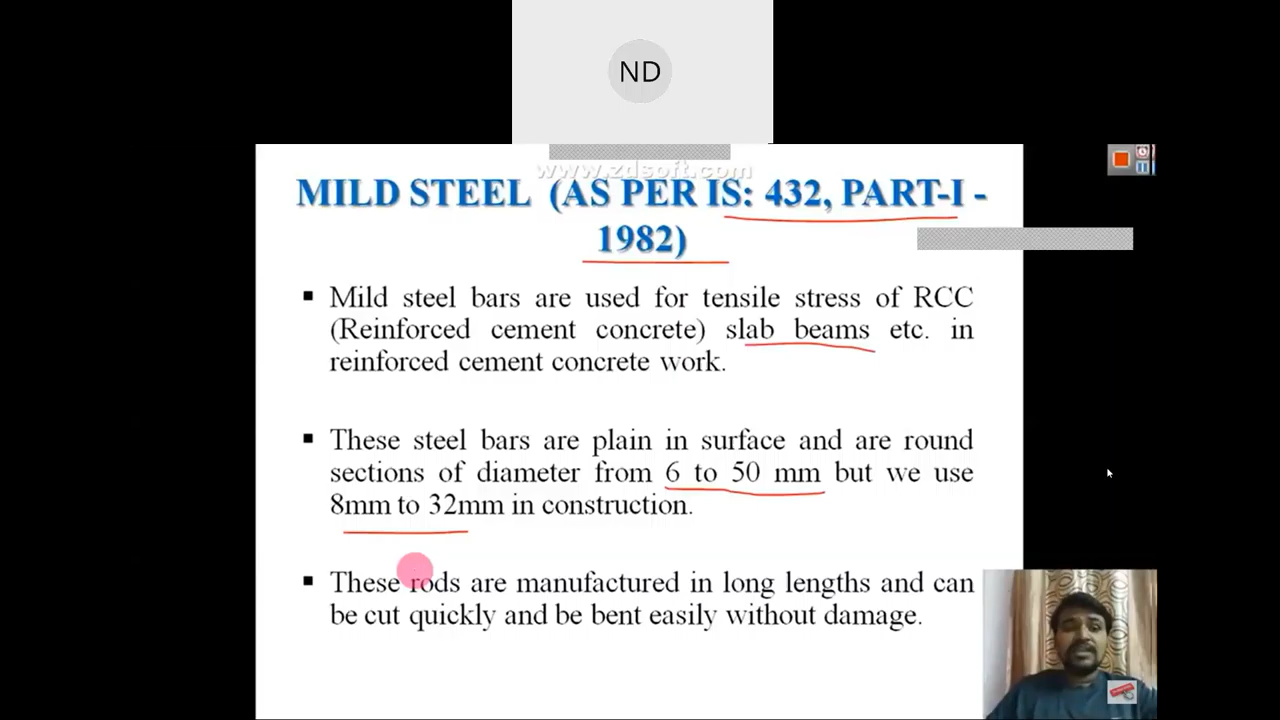 ND
www.zdsoft.com
MILD STEEL (AS PER IS: 432, PART-I -
1982)
▪ Mild steel bars are used for tensile stress of RCC
(Reinforced cement concrete) slab beams etc. in
reinforced cement concrete work.
▪ These steel bars are plain in surface and are round
sections of diameter from 6 to 50 mm but we use
8mm to 32mm in construction.
▪ These rods are manufactured in long lengths and can
be cut quickly and be bent easily without damage.